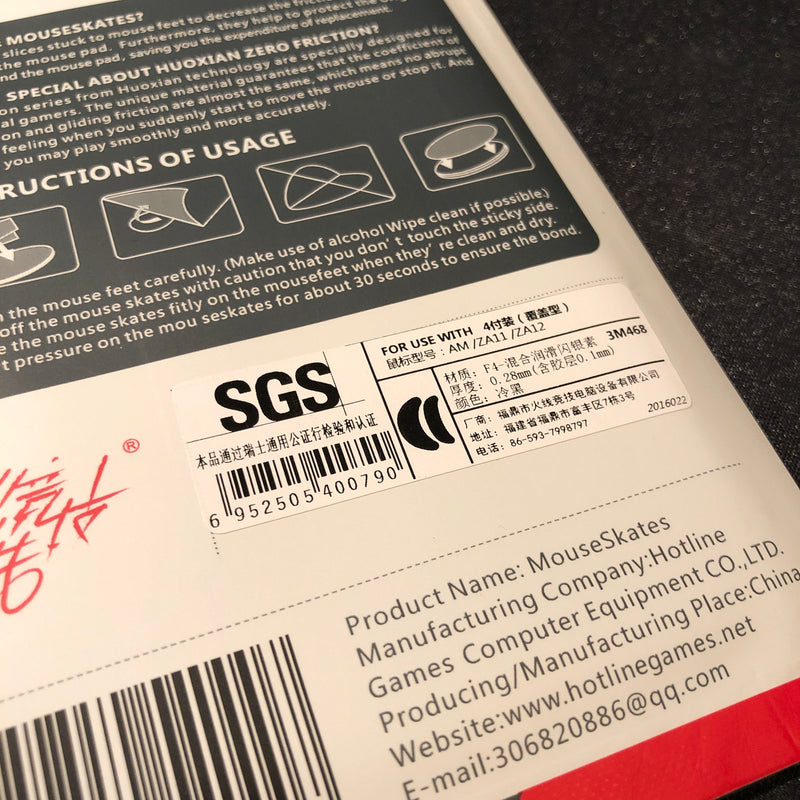 MOUSESKATES?
slices stuck to mouse feet to decrease the
the mouse pad. Furthermore, they help to protect the
nd the mouse pad, saving you the expenditure of replacement.
SPECIAL ABOUT HUOXIAN ZERO FRICTION?
on series from Huoxian technology are specially designed for
al gamers. The unique material guarantees that the coefficient of
on and gliding friction are almost the same, which means no
feeling when you suddenly start to move the mouse or stop it. And
you may play smoothly and more accurately.
RUCTIONS OF USAGE
n the mouse feet carefully. (Make use of alcohol Wipe clean if possible.)
off the mouse skates with caution that you don't touch the sticky side.
e the mouse skates fitly on the mousefeet when they're clean and dry.
t pressure on the mou seskates for about 30 seconds to ensure the bond.
SGS
本品通过瑞士通用公证行检验和认证
6 952505 400790
FOR USE WITH 4付装(覆盖型)
鼠标型号:AM /ZA11 /ZA12 3M468
材质:F4-混合润滑闪银素
厚度:0.28mm(含胶层0.1mm)
颜色:冷黑
厂商:福鼎市火线竞技电脑设备有限公司
地址:福建省福鼎市富丰区7栋3号
电话:86-593-7998797
2016022
®
Product Name: MouseSkates
Manufacturing Company:Hotline
Games Computer Equipment CO.,LTD.
Producing/Manufacturing Place:China
Website:www.hotlinegames.net
E-mail:306820886@qq.com